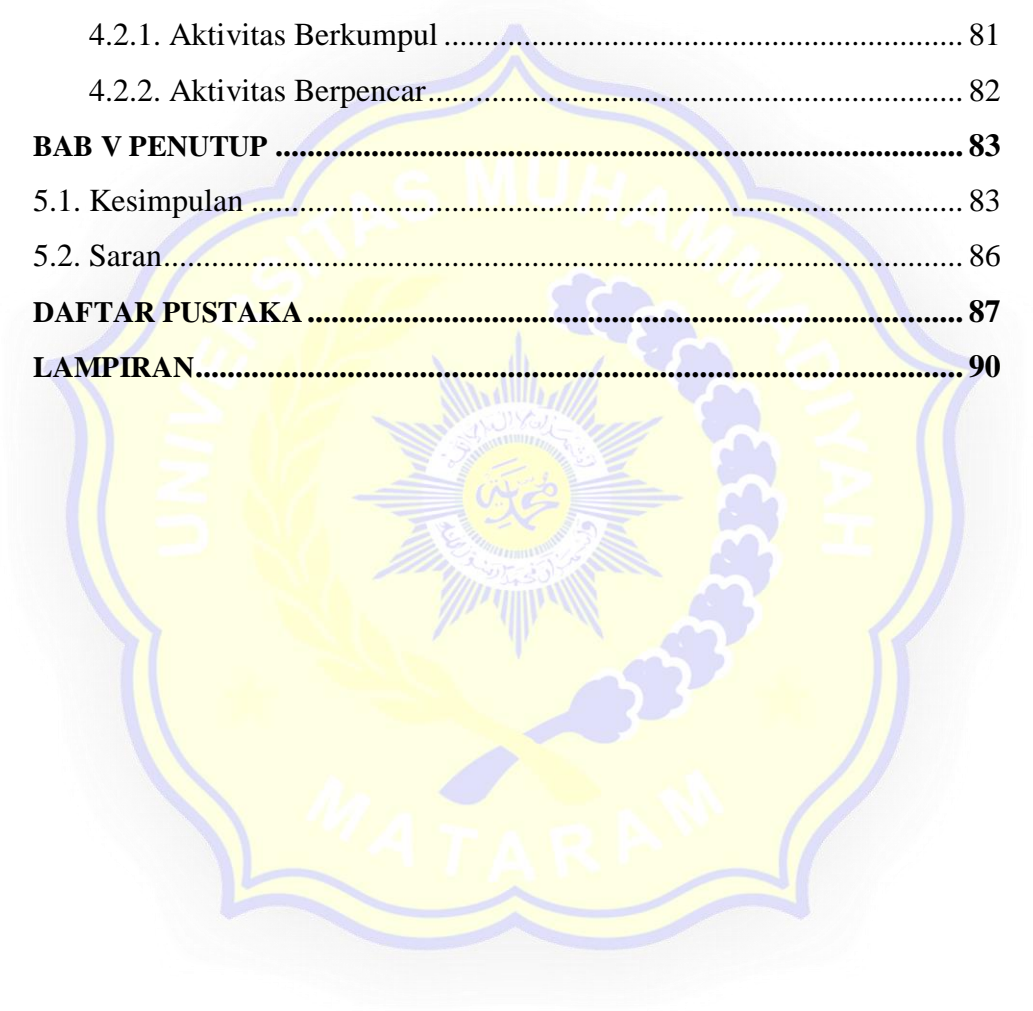 4.2.1. Aktivitas Berkumpul ................................................................ 81
4.2.2. Aktivitas Berpencar.................................................................. 82
BAB V PENUTUP ........................................................................................ 83
5.1. Kesimpulan ........................................................................................... 83
5.2. Saran...................................................................................................... 86
DAFTAR PUSTAKA .................................................................................... 87
LAMPIRAN.................................................................................................. 90
UNIVERSITAS MUHAMMADIYAH
MATARAM